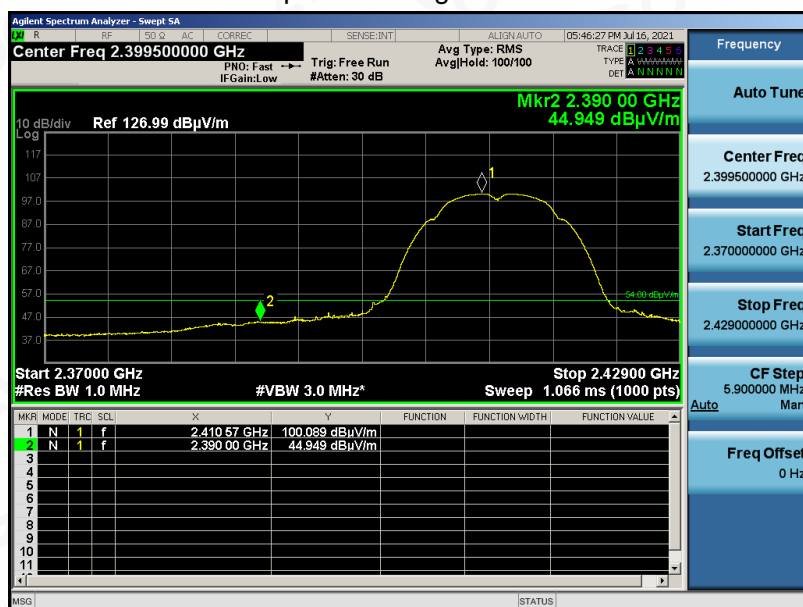 Agilent Spectrum Analyzer - Swept SA
LXI R RF 50 Ω AC CORREC SENSE:INT ALIGN AUTO 05:46:27 PM Jul 16, 2021
Center Freq 2.399500000 GHz
PNO: Fast
IFGain:Low
Trig: Free Run
#Atten: 30 dB
Avg Type: RMS
Avg|Hold: 100/100
TRACE 1 2 3 4 5 6
TYPE A
DET A N N N N N
Mkr2 2.390 00 GHz
44.949 dBµV/m
10 dB/div Ref 126.99 dBµV/m
Log
117
107
97.0
87.0
77.0
67.0
57.0
47.0
37.0
1
2
54.00 dBµV/m
Start 2.37000 GHz
Stop 2.42900 GHz
#Res BW 1.0 MHz #VBW 3.0 MHz* Sweep 1.066 ms (1000 pts)
MKR MODE TRC SCL X Y FUNCTION FUNCTION WIDTH FUNCTION VALUE
1 N 1 f 2.410 57 GHz 100.089 dBµV/m
2 N 1 f 2.390 00 GHz 44.949 dBµV/m
3
4
5
6
7
8
9
10
11
MSG STATUS
Frequency
Auto Tune
Center Freq
2.399500000 GHz
Start Freq
2.370000000 GHz
Stop Freq
2.429000000 GHz
CF Step
5.900000 MHz
Auto Man
Freq Offset
0 Hz